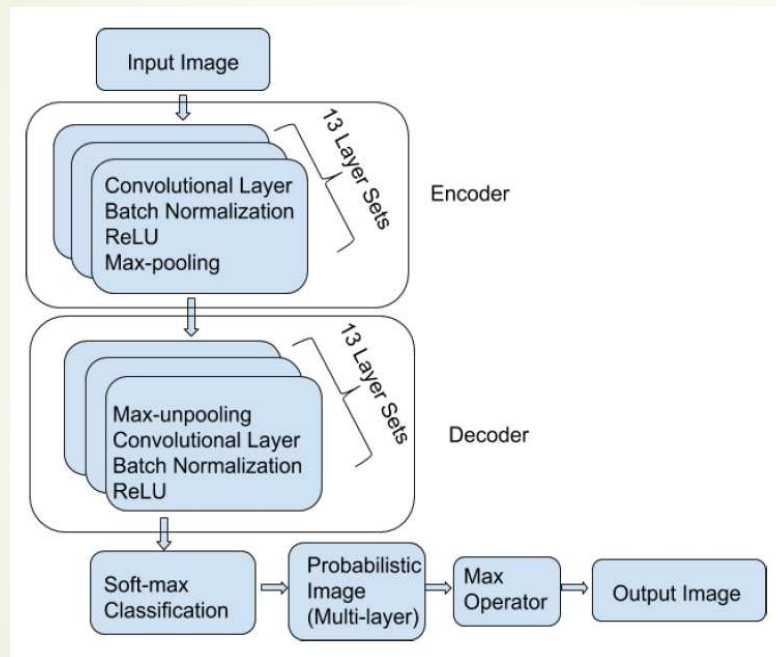 Input Image
13 Layer Sets
Convolutional Layer
Batch Normalization
ReLU
Max-pooling
Encoder
13 Layer Sets
Max-unpooling
Convolutional Layer
Batch Normalization
ReLU
Decoder
Soft-max
Classification
Probabilistic
Image
(Multi-layer)
Max
Operator
Output Image